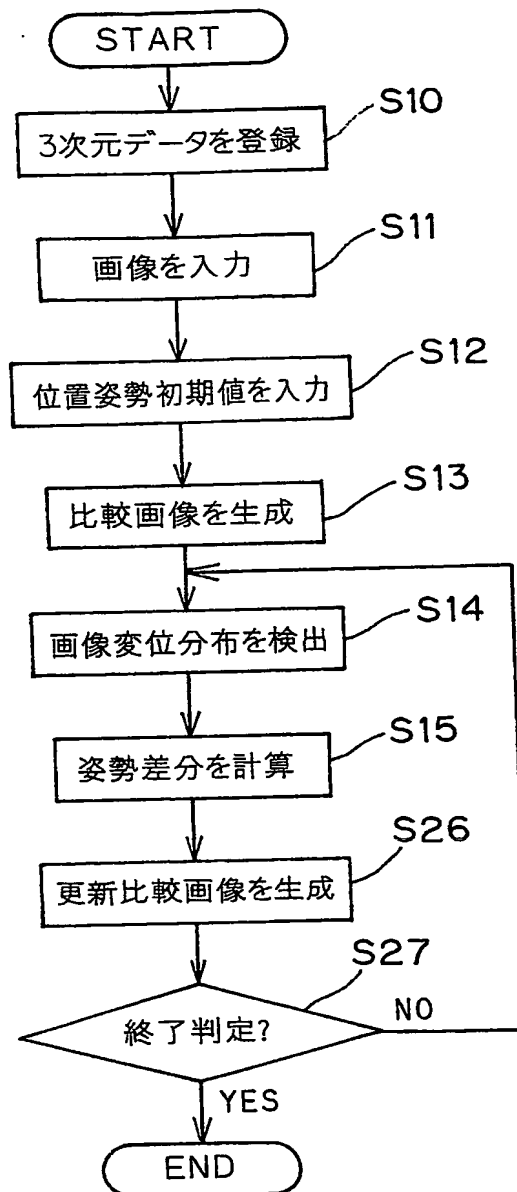 START
S10
3次元データを登録
S11
画像を入力
S12
位置姿勢初期値を入力
S13
比較画像を生成
S14
画像変位分布を検出
S15
姿勢差分を計算
S26
更新比較画像を生成
S27
終了判定?
NO
YES
END